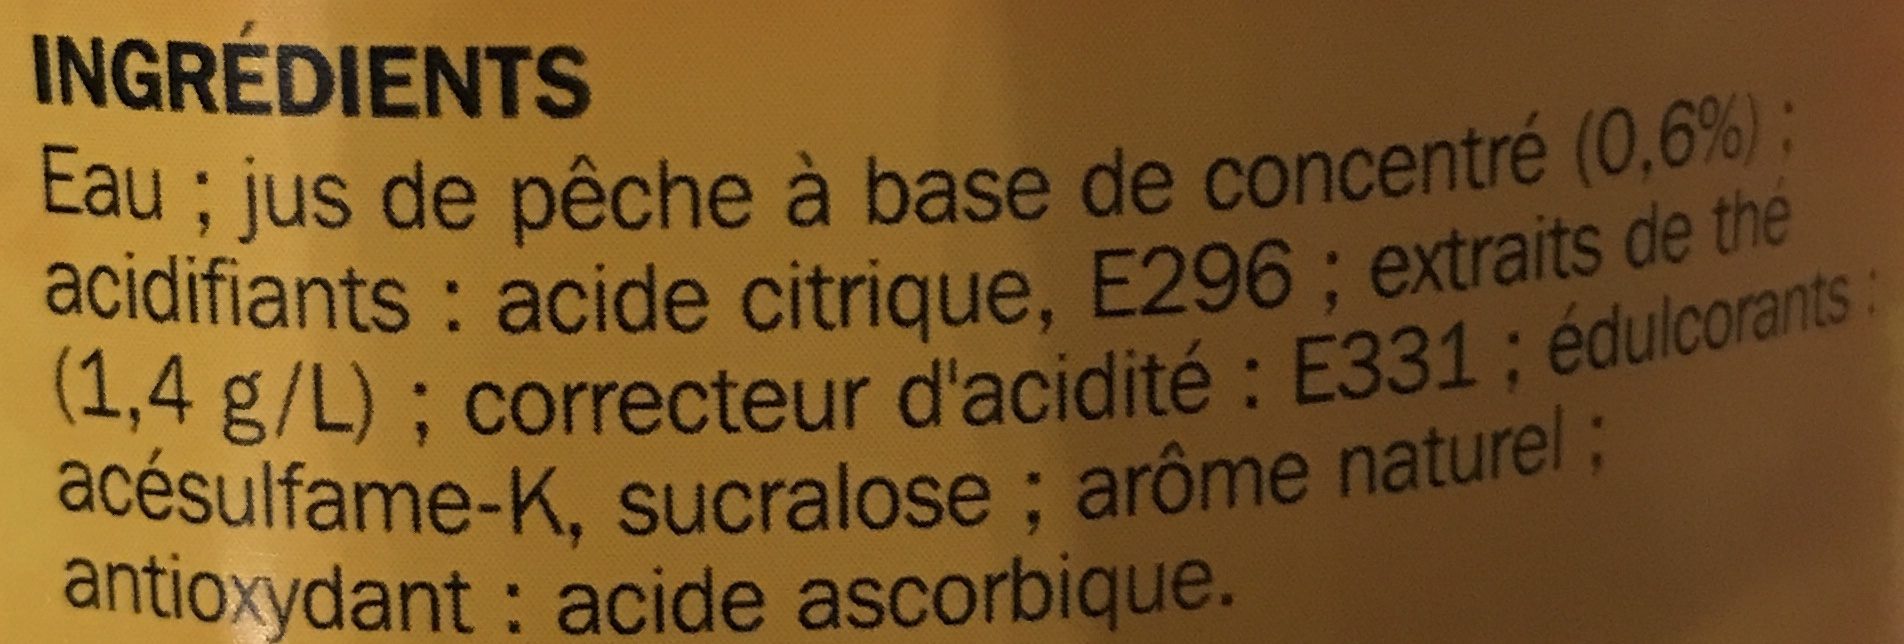 INGRÉDIENTS
Eau ; jus de pêche à base de concentré (0,6%) ;
acidifiants : acide citrique, E296 ; extraits de thé
(1,4 g/L) ; correcteur d'acidité : E331 ; édulcorants :
acésulfame-K, sucralose ; arôme naturel ;
antioxydant : acide ascorbique.